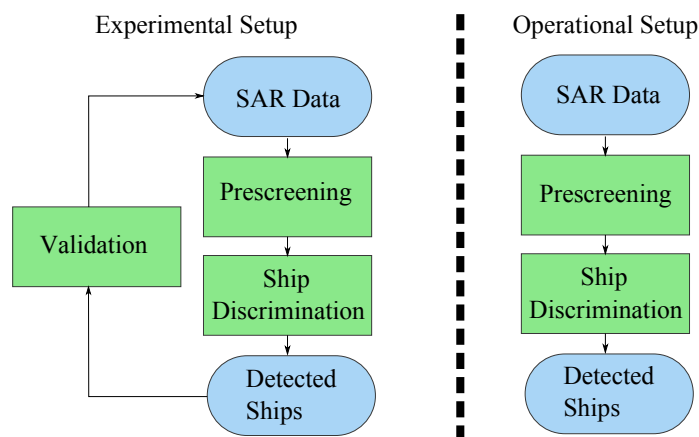 Experimental Setup
SAR Data
Prescreening
Validation
Ship
Discrimination
Detected
Ships
Operational Setup
SAR Data
Prescreening
Ship
Discrimination
Detected
Ships